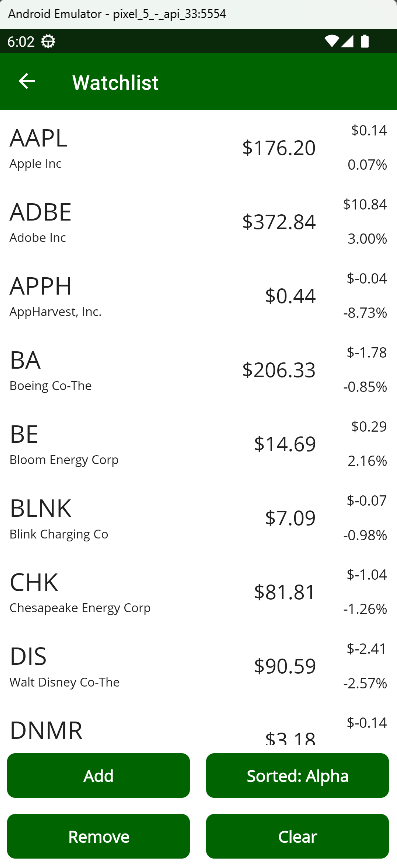 Android Emulator - pixel_5_-_api_33:5554
6:02
Watchlist
AAPL $176.20 $0.14
Apple Inc 0.07%
ADBE $372.84 $10.84
Adobe Inc 3.00%
APPH $0.44 $-0.04
AppHarvest, Inc. -8.73%
BA $206.33 $-1.78
Boeing Co-The -0.85%
BE $14.69 $0.29
Bloom Energy Corp 2.16%
BLNK $7.09 $-0.07
Blink Charging Co -0.98%
CHK $81.81 $-1.04
Chesapeake Energy Corp -1.26%
DIS $90.59 $-2.41
Walt Disney Co-The -2.57%
DNMR $3.18 $-0.14
Add Sorted: Alpha
Remove Clear